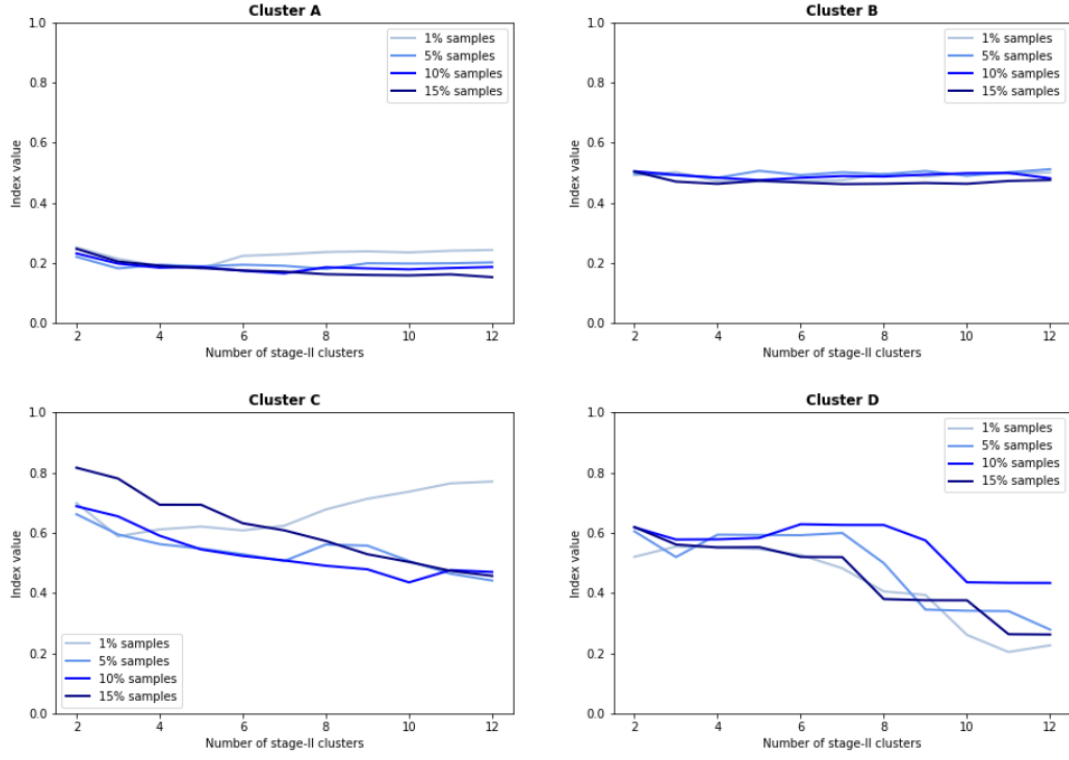 Cluster A
1.0
0.8
0.6
0.4
0.2
0.0
Index value
1% samples
5% samples
10% samples
15% samples
2 4 6 8 10 12
Number of stage-II clusters
Cluster B
1.0
0.8
0.6
0.4
0.2
0.0
Index value
1% samples
5% samples
10% samples
15% samples
2 4 6 8 10 12
Number of stage-II clusters
Cluster C
1.0
0.8
0.6
0.4
0.2
0.0
Index value
1% samples
5% samples
10% samples
15% samples
2 4 6 8 10 12
Number of stage-II clusters
Cluster D
1.0
0.8
0.6
0.4
0.2
0.0
Index value
1% samples
5% samples
10% samples
15% samples
2 4 6 8 10 12
Number of stage-II clusters